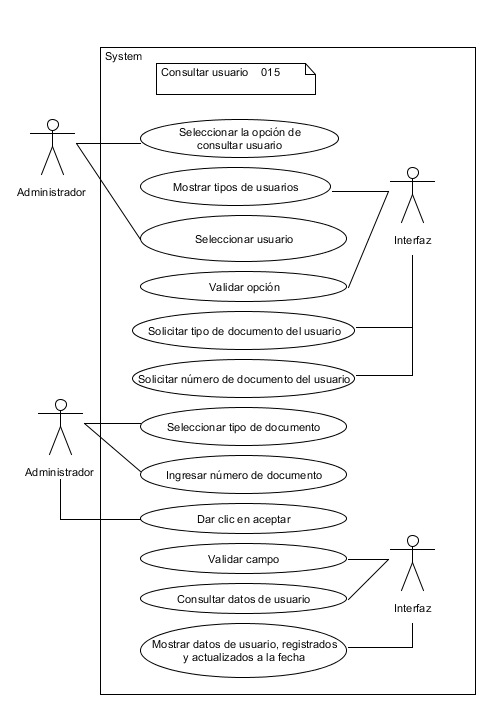 System
Consultar usuario 015
Seleccionar la opción de
consultar usuario
Administrador
Mostrar tipos de usuarios
Interfaz
Seleccionar usuario
Validar opción
Solicitar tipo de documento del usuario
Solicitar número de documento del usuario
Seleccionar tipo de documento
Administrador
Ingresar número de documento
Dar clic en aceptar
Validar campo
Consultar datos de usuario
Interfaz
Mostrar datos de usuario, registrados
y actualizados a la fecha